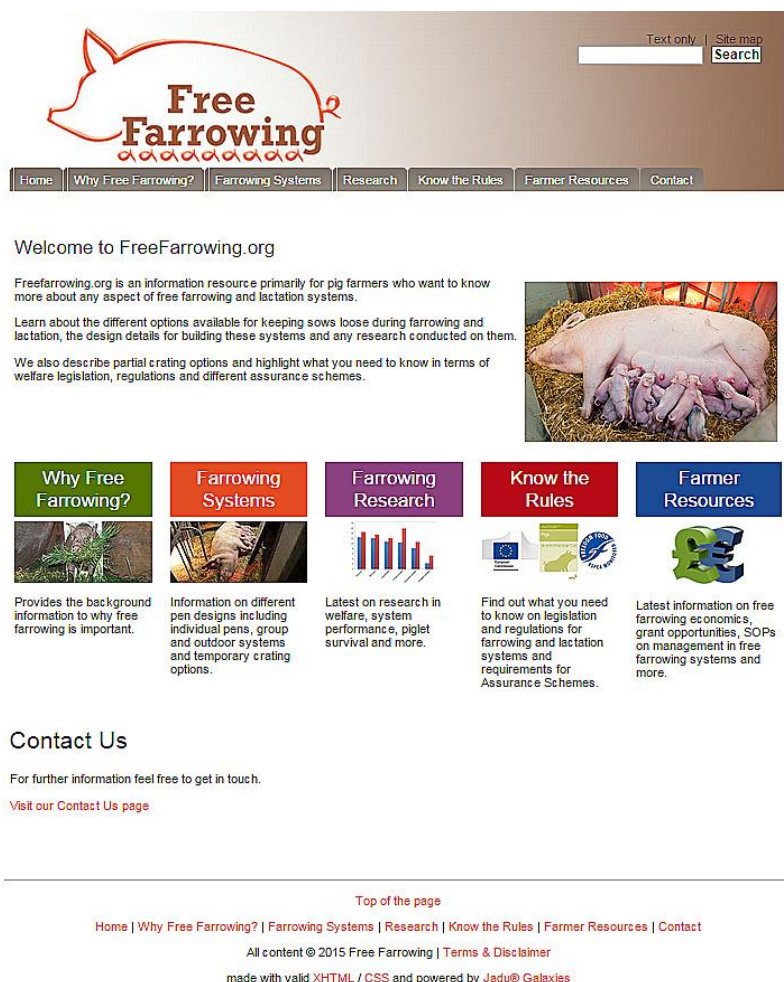 Text only | Site map
Search
Free
Farrowing
Home
Why Free Farrowing?
Farrowing Systems
Research
Know the Rules
Farmer Resources
Contact
Welcome to FreeFarrowing.org
Freefarrowing.org is an information resource primarily for pig farmers who want to know
more about any aspect of free farrowing and lactation systems.
Learn about the different options available for keeping sows loose during farrowing and
lactation, the design details for building these systems and any research conducted on them.
We also describe partial crating options and highlight what you need to know in terms of
welfare legislation, regulations and different assurance schemes.
Why Free
Farrowing?
Provides the background
information to why free
farrowing is important.
Farrowing
Systems
Information on different
pen designs including
individual pens, group
and outdoor systems
and temporary crating
options.
Farrowing
Research
Latest on research in
welfare, system
performance, piglet
survival and more.
Know the
Rules
Find out what you need
to know on legislation
and regulations for
farrowing and lactation
systems and
requirements for
Assurance Schemes.
Farmer
Resources
Latest information on free
farrowing economics,
grant opportunities, SOPs
on management in free
farrowing systems and
more.
Contact Us
For further information feel free to get in touch.
Visit our Contact Us page
Top of the page
Home | Why Free Farrowing? | Farrowing Systems | Research | Know the Rules | Farmer Resources | Contact
All content © 2015 Free Farrowing | Terms & Disclaimer
made with valid XHTML / CSS and powered by Jadu® Galaxies